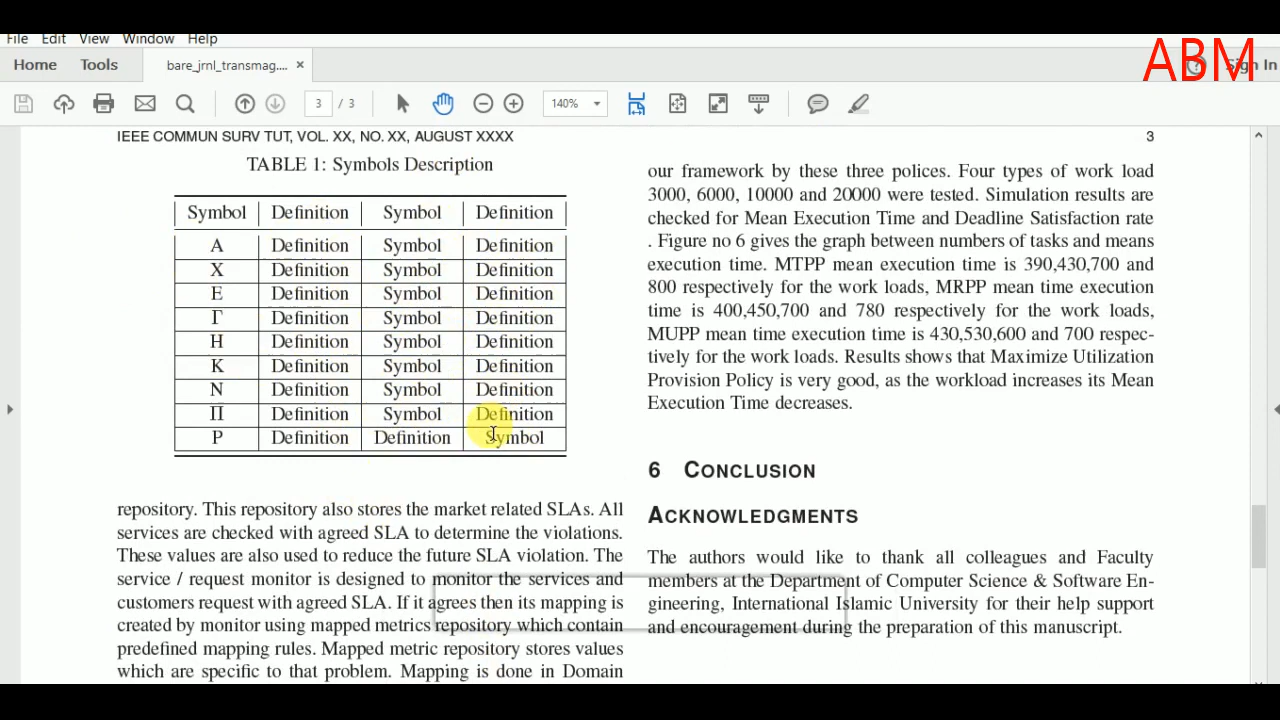 File Edit View Window Help
ABM
Home Tools bare_jrnl_transmag.... × ? Sign In
3 / 3 140%
IEEE COMMUN SURV TUT, VOL. XX, NO. XX, AUGUST XXXX 3
TABLE 1: Symbols Description
Symbol Definition Symbol Definition
A Definition Symbol Definition
X Definition Symbol Definition
E Definition Symbol Definition
Γ Definition Symbol Definition
H Definition Symbol Definition
K Definition Symbol Definition
N Definition Symbol Definition
Π Definition Symbol Definition
P Definition Definition Symbol
repository. This repository also stores the market related SLAs. All
services are checked with agreed SLA to determine the violations.
These values are also used to reduce the future SLA violation. The
service / request monitor is designed to monitor the services and
customers request with agreed SLA. If it agrees then its mapping is
created by monitor using mapped metrics repository which contain
predefined mapping rules. Mapped metric repository stores values
which are specific to that problem. Mapping is done in Domain
our framework by these three polices. Four types of work load
3000, 6000, 10000 and 20000 were tested. Simulation results are
checked for Mean Execution Time and Deadline Satisfaction rate
. Figure no 6 gives the graph between numbers of tasks and means
execution time. MTPP mean execution time is 390,430,700 and
800 respectively for the work loads, MRPP mean time execution
time is 400,450,700 and 780 respectively for the work loads,
MUPP mean time execution time is 430,530,600 and 700 respec-
tively for the work loads. Results shows that Maximize Utilization
Provision Policy is very good, as the workload increases its Mean
Execution Time decreases.
6 CONCLUSION
ACKNOWLEDGMENTS
The authors would like to thank all colleagues and Faculty
members at the Department of Computer Science & Software En-
gineering, International Islamic University for their help support
and encouragement during the preparation of this manuscript.